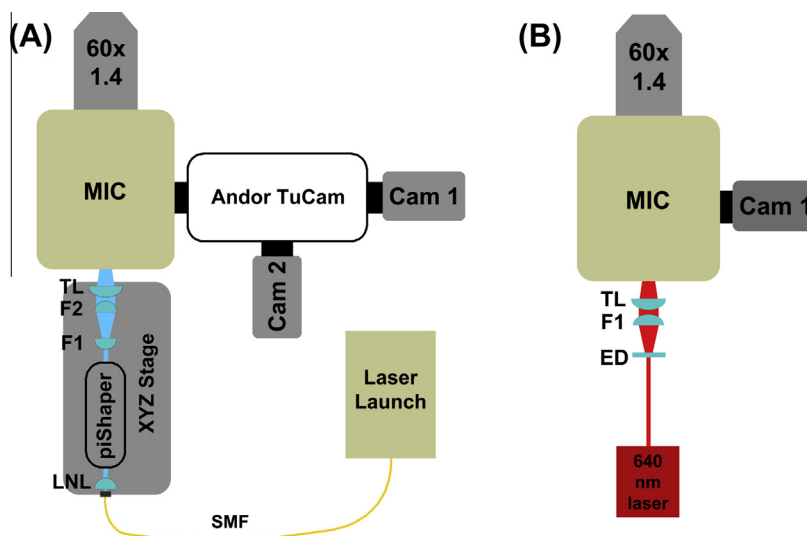 (A)
60x
1.4
MIC
Andor TuCam
Cam 1
Cam 2
TL
F2
F1
piShaper
XYZ Stage
LNL
SMF
Laser
Launch
(B)
60x
1.4
MIC
Cam 1
TL
F1
ED
640
nm
laser